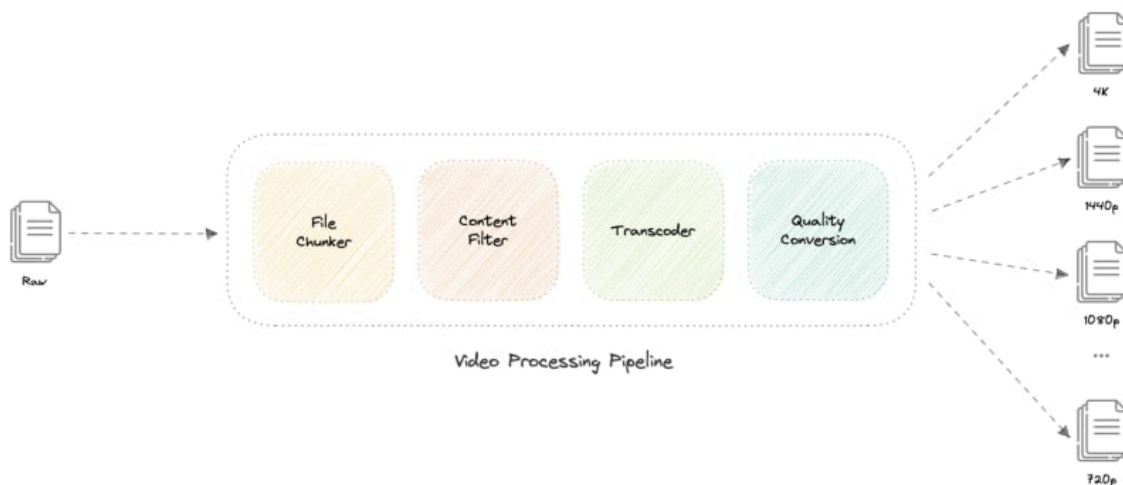 Raw
File
Chunker
Content
Filter
Transcoder
Quality
Conversion
Video Processing Pipeline
4K
1440p
1080p
...
720p